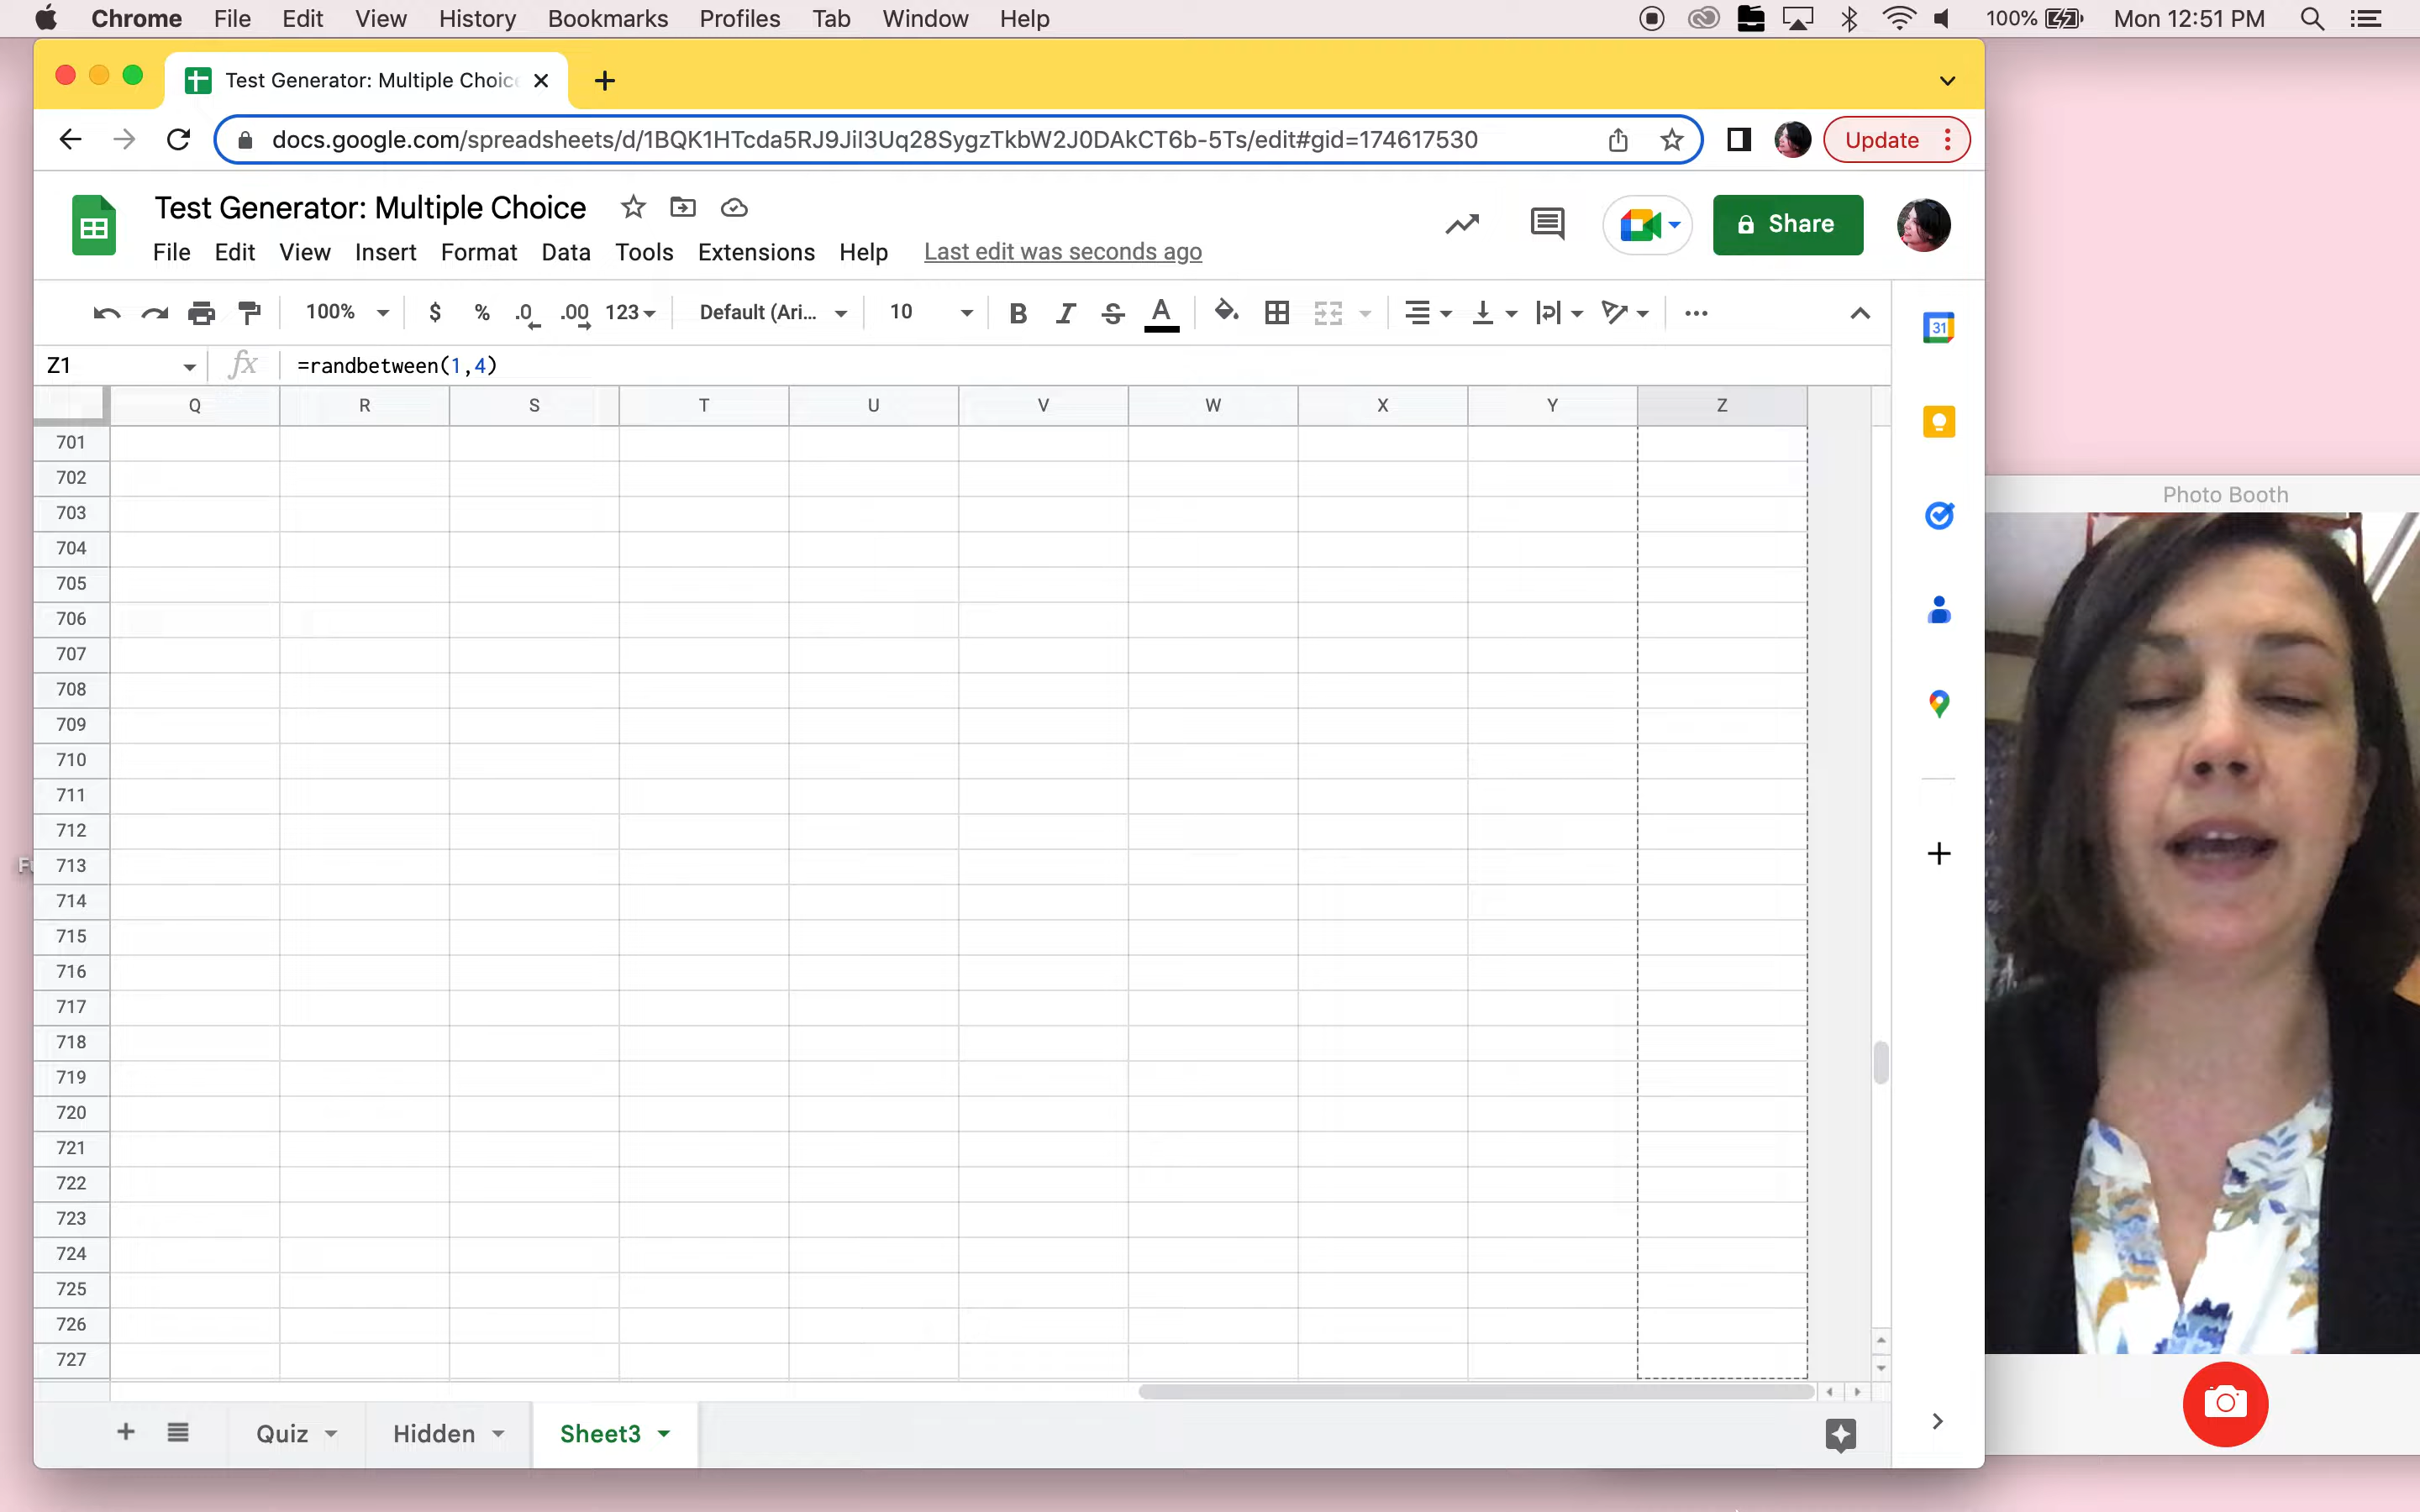 Chrome File Edit View History Bookmarks Profiles Tab Window Help 100% Mon 12:51 PM
Test Generator: Multiple Choic
docs.google.com/spreadsheets/d/1BQK1HTcda5RJ9JiI3Uq28SygzTkbW2J0DAkCT6b-5Ts/edit#gid=174617530 Update
Test Generator: Multiple Choice
Share
File Edit View Insert Format Data Tools Extensions Help Last edit was seconds ago
100% $ % .0 .00 123 Default (Ari... 10 B I S A
31
Z1 fx =randbetween(1,4)
Q R S T U V W X Y Z
701
702
703
704
705
706
707
708
709
710
711
712
713
714
715
716
717
718
719
720
721
722
723
724
725
726
727
Photo Booth
Quiz Hidden Sheet3